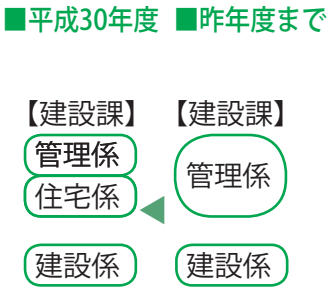 ■平成30年度 ■昨年度まで
【建設課】 【建設課】
管理係
住宅係
管理係
建設係 建設係